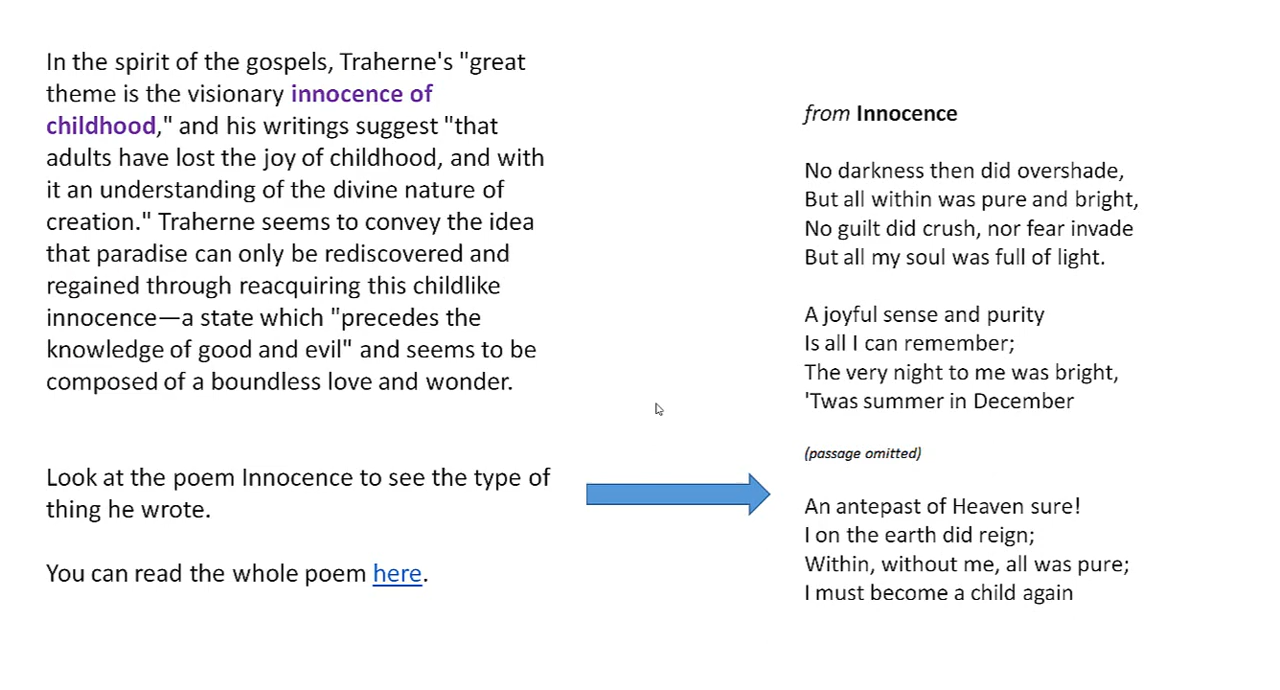 In the spirit of the gospels, Traherne's "great
theme is the visionary innocence of
childhood," and his writings suggest "that
adults have lost the joy of childhood, and with
it an understanding of the divine nature of
creation." Traherne seems to convey the idea
that paradise can only be rediscovered and
regained through reacquiring this childlike
innocence—a state which "precedes the
knowledge of good and evil" and seems to be
composed of a boundless love and wonder.
Look at the poem Innocence to see the type of
thing he wrote.
You can read the whole poem here.
from Innocence
No darkness then did overshade,
But all within was pure and bright,
No guilt did crush, nor fear invade
But all my soul was full of light.
A joyful sense and purity
Is all I can remember;
The very night to me was bright,
'Twas summer in December
(passage omitted)
An antepast of Heaven sure!
I on the earth did reign;
Within, without me, all was pure;
I must become a child again